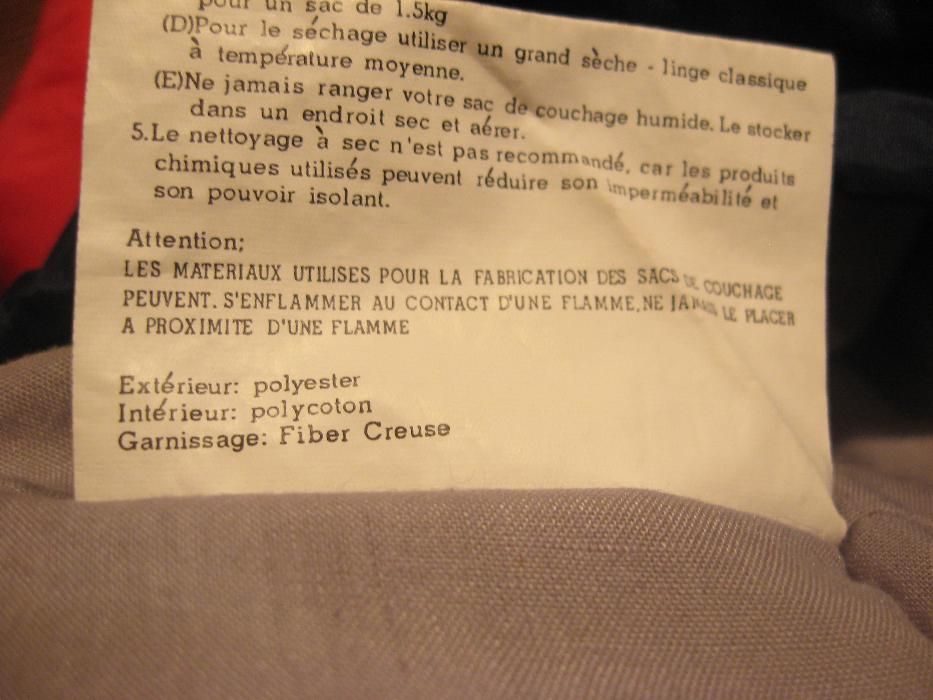 pour un sac de 1.5kg
(D)Pour le séchage utiliser un grand sèche - linge classique
à température moyenne.
(E)Ne jamais ranger votre sac de couchage humide. Le stocker
dans un endroit sec et aérer.
5.Le nettoyage à sec n'est pas recommandé, car les produits
chimiques utilisés peuvent réduire son imperméabilité et
son pouvoir isolant.
Attention;
LES MATERIAUX UTILISES POUR LA FABRICATION DES SACS DE COUCHAGE
PEUVENT. S'ENFLAMMER AU CONTACT D'UNE FLAMME,NE JAMAIS LE PLACER
A PROXIMITE D'UNE FLAMME
Extérieur: polyester
Intérieur: polycoton
Garnissage: Fiber Creuse